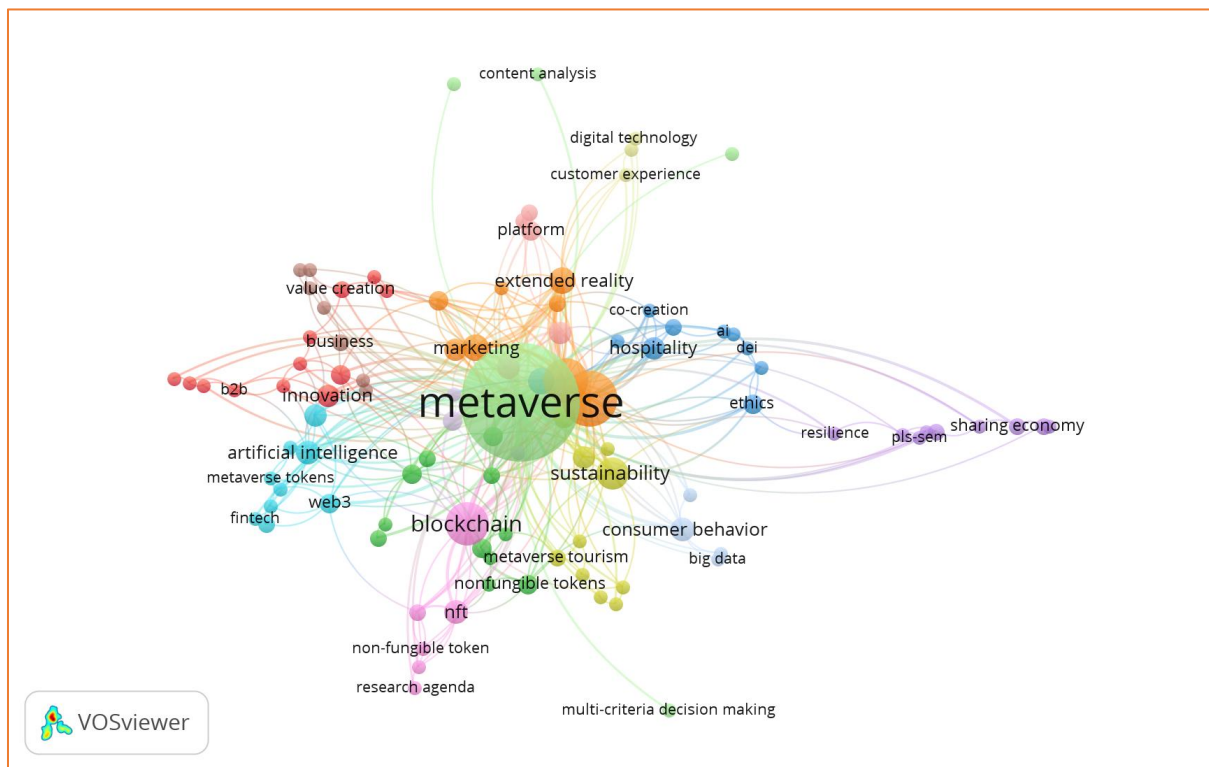 content analysis
digital technology
customer experience
platform
extended reality
value creation
co-creation
ai
business
marketing
hospitality
dei
b2b
innovation
metaverse
ethics
sharing economy
resilience
pls-sem
artificial intelligence
metaverse tokens
sustainability
web3
fintech
blockchain
consumer behavior
metaverse tourism
big data
nonfungible tokens
nft
non-fungible token
research agenda
multi-criteria decision making
VOSviewer